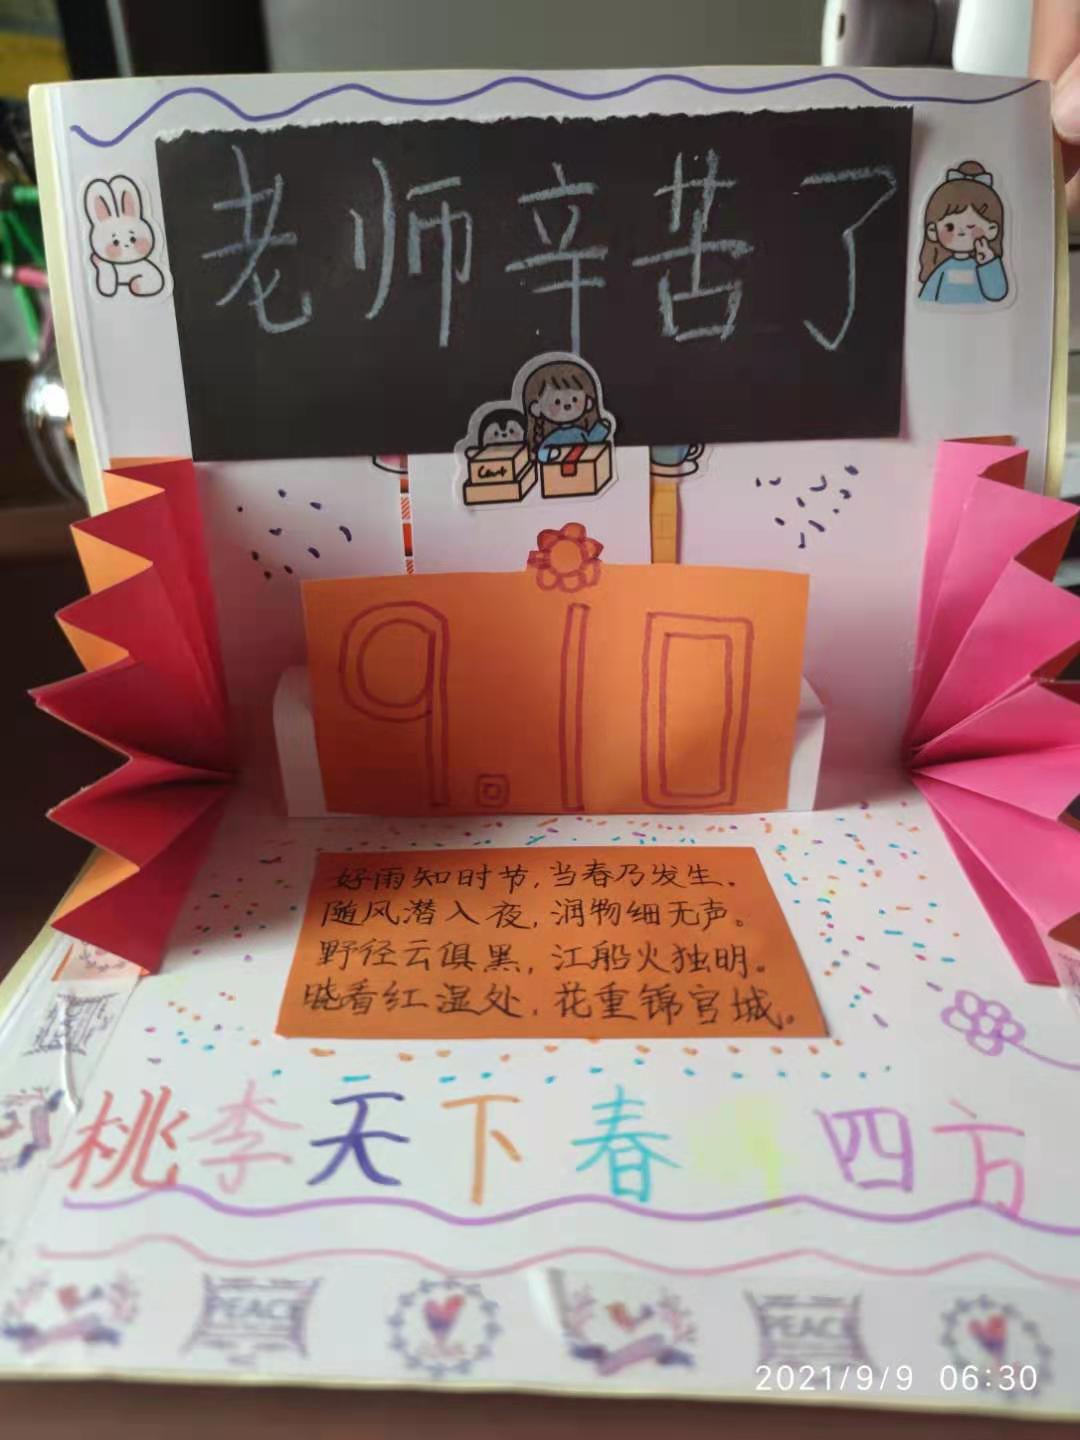 老师辛苦了
Cart
9.10
好雨知时节,当春乃发生.
随风潜入夜,润物细无声。
野径云俱黑,江船火独明。
晓看红湿处,花重锦官城。
桃李天下春 四方
PEACE PEACE
2021/9/9 06:30